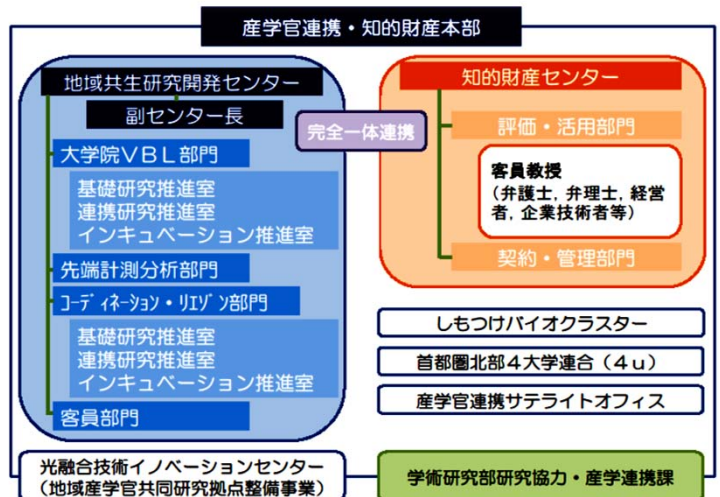 産学官連携・知的財産本部
地域共生研究開発センター
副センター長
大学院VBL部門
基礎研究推進室
連携研究推進室
インキュベーション推進室
先端計測分析部門
ｺｰﾃﾞｨﾈｰｼｮﾝ・ﾘｴｿﾞﾝ部門
基礎研究推進室
連携研究推進室
インキュベーション推進室
客員部門
完全一体連携
知的財産センター
評価・活用部門
客員教授
（弁護士, 弁理士, 経営
者, 企業技術者等）
契約・管理部門
しもつけバイオクラスター
首都圏北部４大学連合（４ｕ）
産学官連携サテライトオフィス
光融合技術イノベーションセンター
（地域産学官共同研究拠点整備事業）
学術研究部研究協力・産学連携課